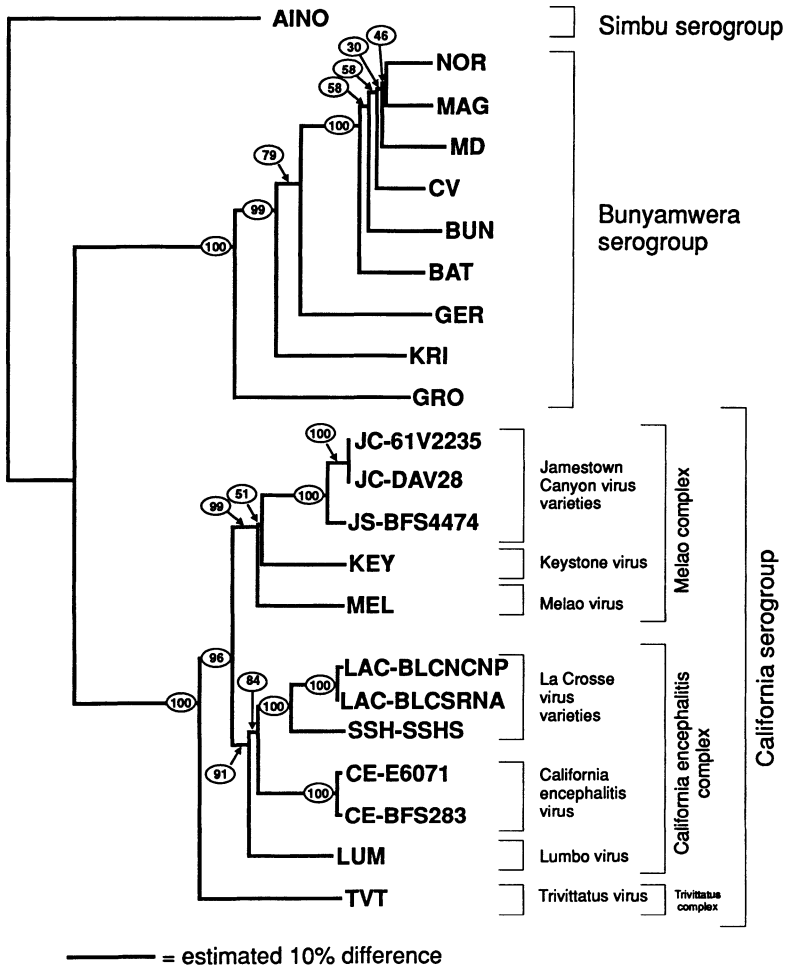 AINO
Simbu serogroup
46
30
NOR
58
58
MAG
100
MD
79
CV
99
Bunyamwera
serogroup
BUN
100
BAT
GER
KRI
GRO
100
JC-61V2235
JC-DAV28
Jamestown
Canyon virus
varieties
51
99
100
JS-BFS4474
KEY
Keystone virus
MEL
Melao virus
Melao complex
96
84
LAC-BLCNCNP
100
LAC-BLCSRNA
La Crosse
virus
varieties
100
100
SSH-SSHS
91
CE-E6071
100
CE-BFS283
California
encephalitis
virus
LUM
Lumbo virus
California encephalitis
complex
TVT
Trivittatus virus
Trivittatus
complex
California serogroup
= estimated 10% difference